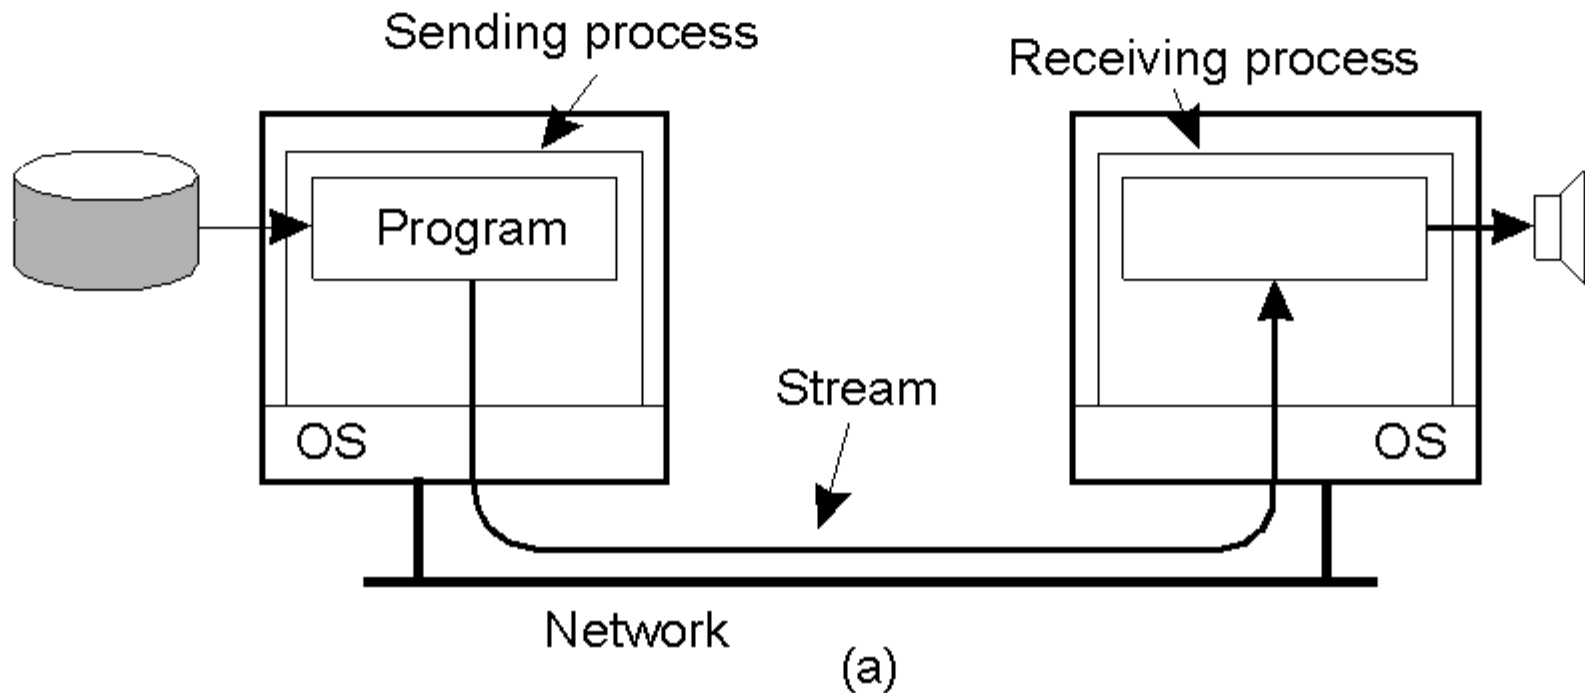 Sending process
Receiving process
Program
Stream
OS
OS
Network
(a)